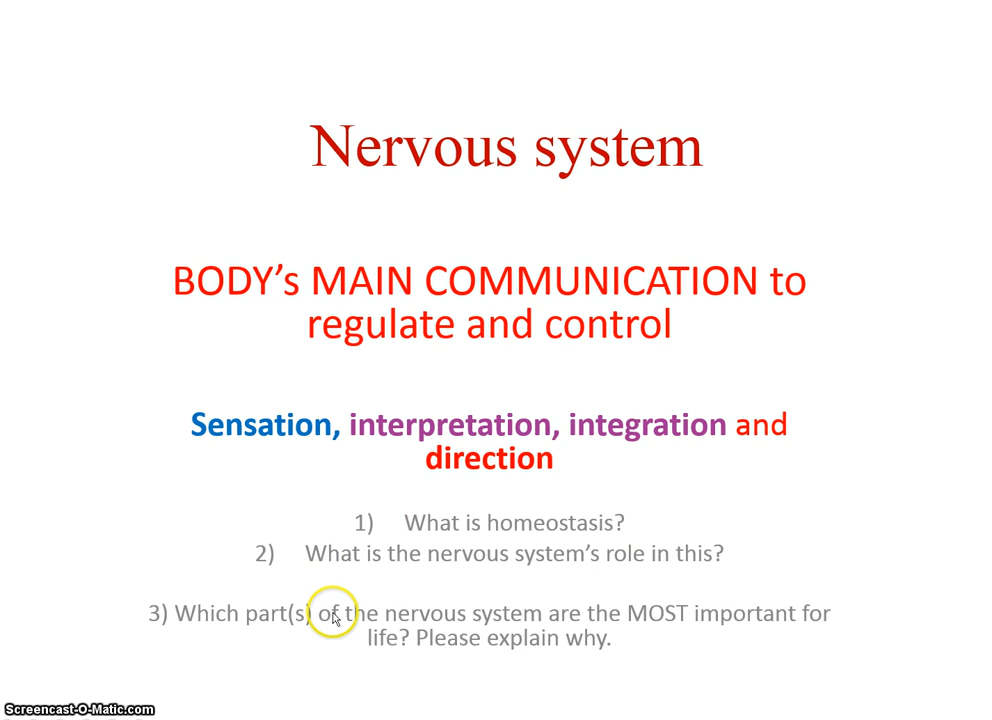 Nervous system
BODY’s MAIN COMMUNICATION to
regulate and control
Sensation, interpretation, integration and
direction
1) What is homeostasis?
2) What is the nervous system’s role in this?
3) Which part(s) of the nervous system are the MOST important for
life? Please explain why.
Screencast-O-Matic.com